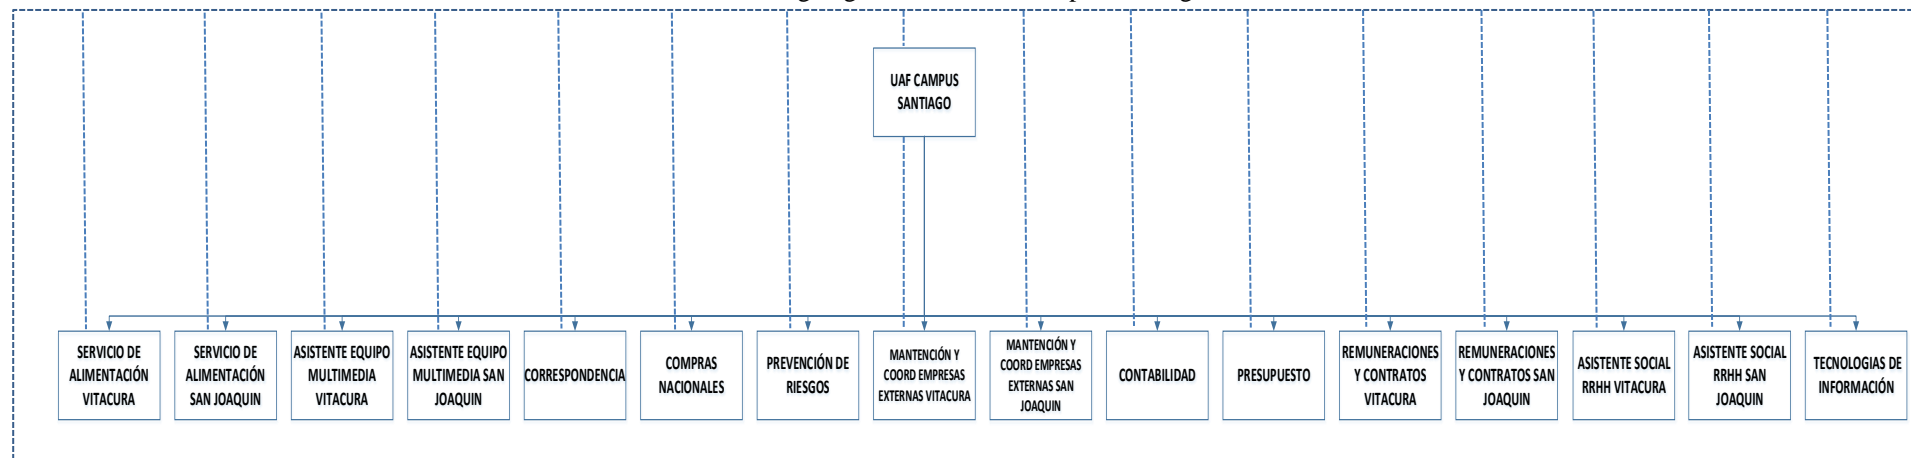 UAF CAMPUS
SANTIAGO
SERVICIO DE
ALIMENTACIÓN
VITACURA
SERVICIO DE
ALIMENTACIÓN
SAN JOAQUIN
ASISTENTE EQUIPO
MULTIMEDIA
VITACURA
ASISTENTE EQUIPO
MULTIMEDIA SAN
JOAQUIN
CORRESPONDENCIA
COMPRAS
NACIONALES
PREVENCIÓN DE
RIESGOS
MANTENCIÓN Y
COORD EMPRESAS
EXTERNAS VITACURA
MANTENCIÓN Y
COORD EMPRESAS
EXTERNAS SAN
JOAQUIN
CONTABILIDAD
PRESUPUESTO
REMUNERACIONES
Y CONTRATOS
VITACURA
REMUNERACIONES
Y CONTRATOS SAN
JOAQUIN
ASISTENTE SOCIAL
RRHH VITACURA
ASISTENTE SOCIAL
RRHH SAN
JOAQUIN
TECNOLOGIAS DE
INFORMACIÓN